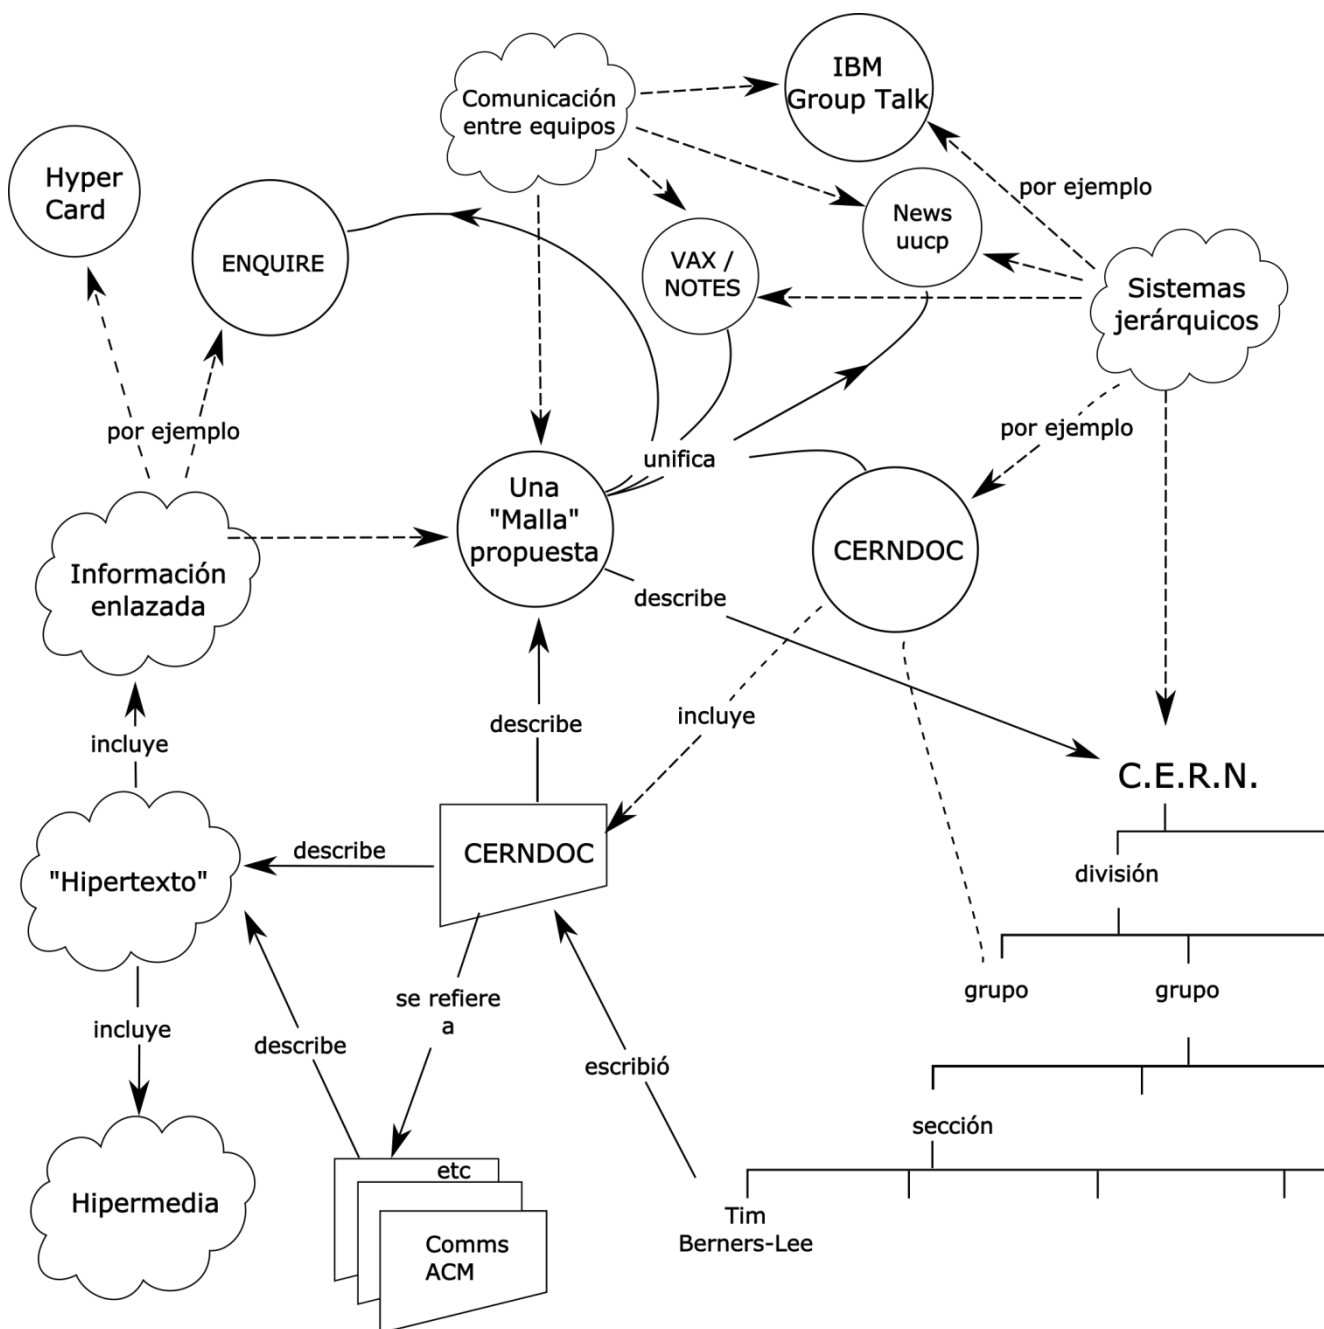 IBM
Group Talk
Comunicación
entre equipos
Hyper
Card
por ejemplo
News
uucp
ENQUIRE
VAX /
NOTES
Sistemas
jerárquicos
por ejemplo
por ejemplo
unifica
Una
"Malla"
propuesta
CERNDOC
Información
enlazada
describe
describe
incluye
incluye
C.E.R.N.
describe
CERNDOC
"Hipertexto"
división
se refiere
a
grupo
grupo
incluye
describe
escribió
sección
etc
Hipermedia
Comms
ACM
Tim
Berners-Lee